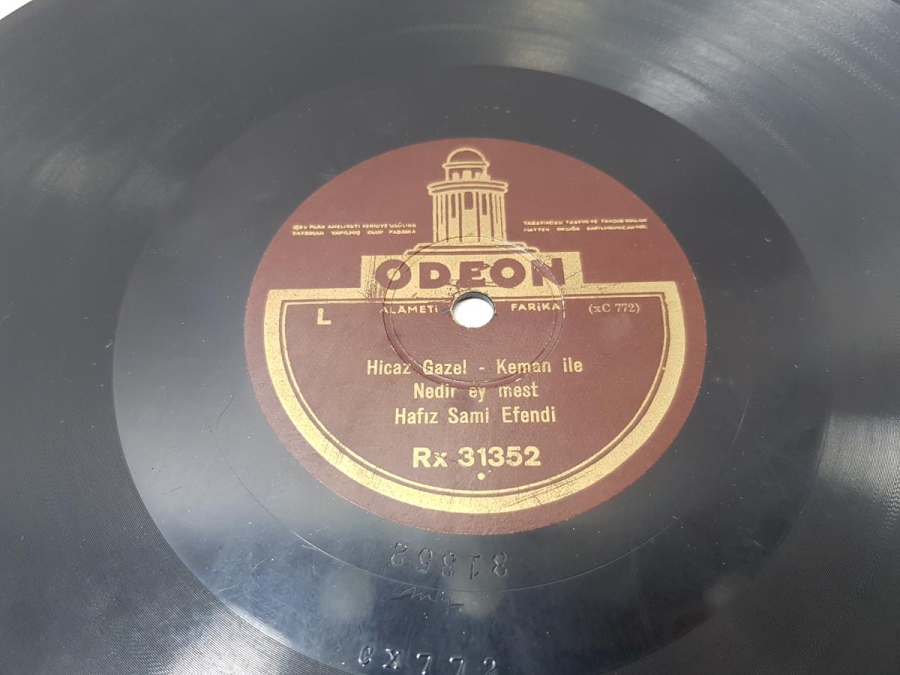 ODEON
L ALAMETİ FARİKA (xC 772)
Hicaz Gazel - Keman ile
Nedir ey mest
Hafız Sami Efendi
Rx 31352
31352
CX772